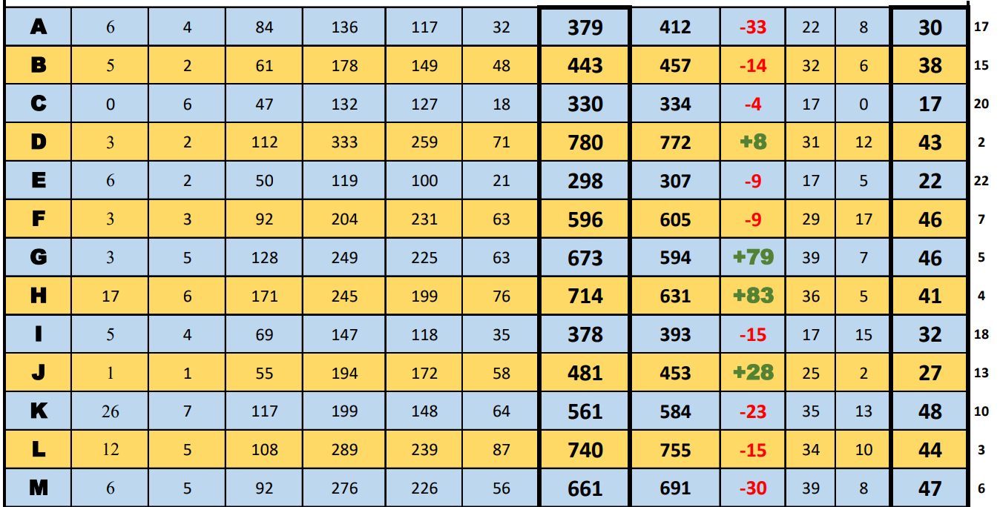 A 6 4 84 136 117 32 379 412 -33 22 8 30 17
B 5 2 61 178 149 48 443 457 -14 32 6 38 15
C 0 6 47 132 127 18 330 334 -4 17 0 17 20
D 3 2 112 333 259 71 780 772 +8 31 12 43 2
E 6 2 50 119 100 21 298 307 -9 17 5 22 22
F 3 3 92 204 231 63 596 605 -9 29 17 46 7
G 3 5 128 249 225 63 673 594 +79 39 7 46 5
H 17 6 171 245 199 76 714 631 +83 36 5 41 4
I 5 4 69 147 118 35 378 393 -15 17 15 32 18
J 1 1 55 194 172 58 481 453 +28 25 2 27 13
K 26 7 117 199 148 64 561 584 -23 35 13 48 10
L 12 5 108 289 239 87 740 755 -15 34 10 44 3
M 6 5 92 276 226 56 661 691 -30 39 8 47 6